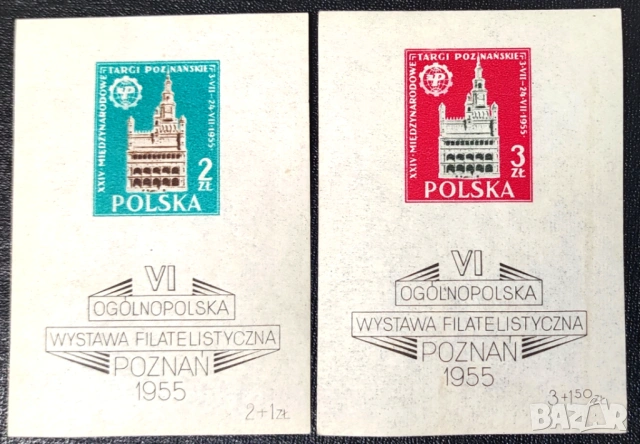 XXIV·MIĘDZYNARODOWE TARGI POZNAŃSKIE 3·VII–24·VII·1955·
2 ZŁ
POLSKA
VI
OGÓLNOPOLSKA
WYSTAWA FILATELISTYCZNA
POZNAŃ
1955
2+1 ZŁ
XXIV·MIĘDZYNARODOWE TARGI POZNAŃSKIE 3·VII–24·VII·1955·
3 ZŁ
POLSKA
VI
OGÓLNOPOLSKA
WYSTAWA FILATELISTYCZNA
POZNAŃ
1955
3+1⁵⁰ ZŁ
BAZAR